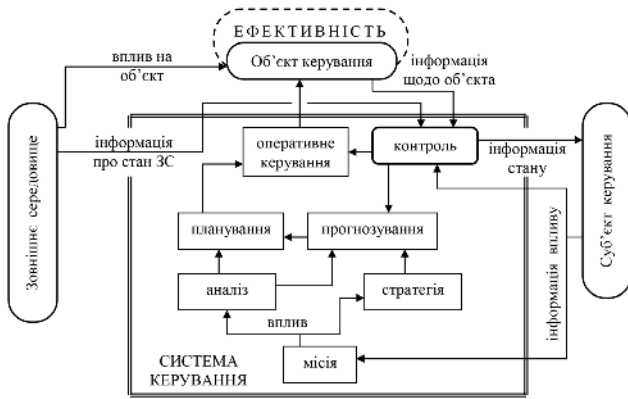 ЕФЕКТИВНІСТЬ
Об’єкт керування
вплив на
об’єкт
інформація
щодо об’єкта
Зовнішнє середовище
інформація
про стан ЗС
оперативне
керування
контроль
інформація
стану
Суб’єкт керування
планування
прогнозування
інформація впливу
аналіз
стратегія
вплив
місія
СИСТЕМА
КЕРУВАННЯ